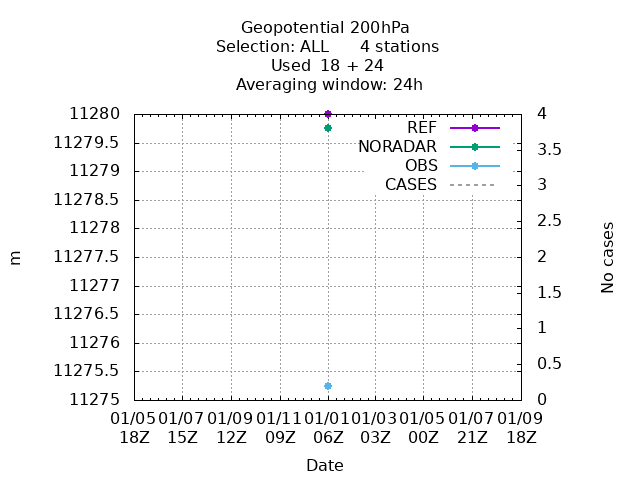 Geopotential 200hPa
Selection: ALL 4 stations
Used 18 + 24
Averaging window: 24h
11280 4
REF
11279.5 3.5
NORADAR
OBS
11279 3
CASES
11278.5 2.5
11278 2
11277.5 1.5
11277 1
11276.5 0.5
11276 0
11275.5
11275
m
No cases
01/05 01/07 01/09 01/11 01/01 01/03 01/05 01/07 01/09
18Z 15Z 12Z 09Z 06Z 03Z 00Z 21Z 18Z
Date